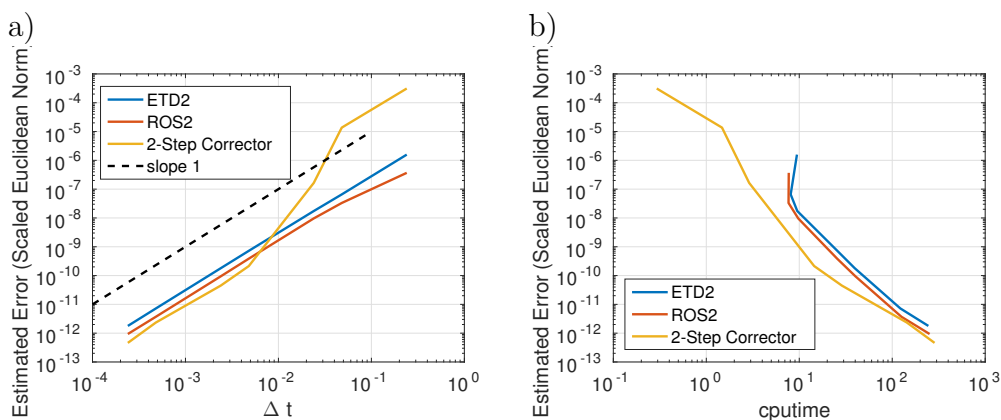 a)
Estimated Error (Scaled Euclidean Norm)
10^-3
10^-4
10^-5
10^-6
10^-7
10^-8
10^-9
10^-10
10^-11
10^-12
10^-13
ETD2
ROS2
2-Step Corrector
slope 1
10^-4
10^-3
10^-2
10^-1
10^0
Δ t
b)
Estimated Error (Scaled Euclidean Norm)
10^-3
10^-4
10^-5
10^-6
10^-7
10^-8
10^-9
10^-10
10^-11
10^-12
10^-13
ETD2
ROS2
2-Step Corrector
10^-1
10^0
10^1
10^2
10^3
cputime